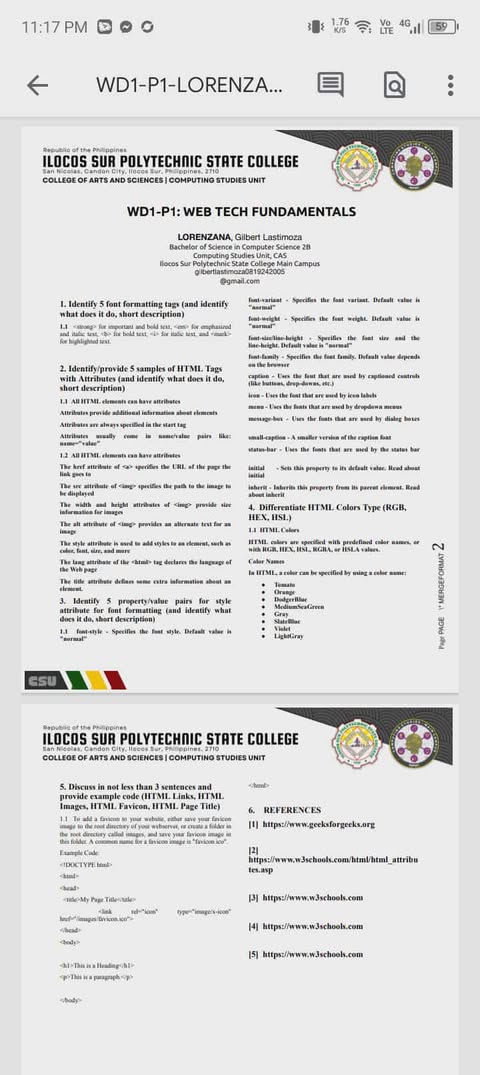 11:17 PM
1.76 K/S
Vo LTE
4G
59
WD1-P1-LORENZA...
Republic of the Philippines
ILOCOS SUR POLYTECHNIC STATE COLLEGE
San Nicolas, Candon City, Ilocos Sur, Philippines, 2710
COLLEGE OF ARTS AND SCIENCES | COMPUTING STUDIES UNIT
WD1-P1: WEB TECH FUNDAMENTALS
LORENZANA, Gilbert Lastimoza
Bachelor of Science in Computer Science 2B
Computing Studies Unit, CAS
Ilocos Sur Polytechnic State College Main Campus
gilbertlastimoza0819242005
@gmail.com
1. Identify 5 font formatting tags (and identify
what does it do, short description)
1.1 <strong> for important and bold text, <em> for emphasized
and italic text, <b> for bold text, <i> for italic text, and <mark>
for highlighted text.
2. Identify/provide 5 samples of HTML Tags
with Attributes (and identify what does it do,
short description)
1.1 All HTML elements can have attributes
Attributes provide additional information about elements
Attributes are always specified in the start tag
Attributes usually come in name/value pairs like:
name="value"
1.2 All HTML elements can have attributes
The href attribute of <a> specifies the URL of the page the
link goes to
The src attribute of <img> specifies the path to the image to
be displayed
The width and height attributes of <img> provide size
information for images
The alt attribute of <img> provides an alternate text for an
image
The style attribute is used to add styles to an element, such as
color, font, size, and more
The lang attribute of the <html> tag declares the language of
the Web page
The title attribute defines some extra information about an
element.
3. Identify 5 property/value pairs for style
attribute for font formatting (and identify what
does it do, short description)
1.1 font-style - Specifies the font style. Default value is
"normal"
font-variant - Specifies the font variant. Default value is
"normal"
font-weight - Specifies the font weight. Default value is
"normal"
font-size/line-height - Specifies the font size and the
line-height. Default value is "normal"
font-family - Specifies the font family. Default value depends
on the browser
caption - Uses the font that are used by captioned controls
(like buttons, drop-downs, etc.)
icon - Uses the font that are used by icon labels
menu - Uses the fonts that are used by dropdown menus
message-box - Uses the fonts that are used by dialog boxes
small-caption - A smaller version of the caption font
status-bar - Uses the fonts that are used by the status bar
initial - Sets this property to its default value. Read about
initial
inherit - Inherits this property from its parent element. Read
about inherit
4. Differentiate HTML Colors Type (RGB,
HEX, HSL)
1.1 HTML Colors
HTML colors are specified with predefined color names, or
with RGB, HEX, HSL, RGBA, or HSLA values.
Color Names
In HTML, a color can be specified by using a color name:
● Tomato
● Orange
● DodgerBlue
● MediumSeaGreen
● Gray
● SlateBlue
● Violet
● LightGray
Page PAGE \* MERGEFORMAT 2
CSU
Republic of the Philippines
ILOCOS SUR POLYTECHNIC STATE COLLEGE
San Nicolas, Candon City, Ilocos Sur, Philippines, 2710
COLLEGE OF ARTS AND SCIENCES | COMPUTING STUDIES UNIT
5. Discuss in not less than 3 sentences and
provide example code (HTML Links, HTML
Images, HTML Favicon, HTML Page Title)
1.1 To add a favicon to your website, either save your favicon
image to the root directory of your webserver, or create a folder in
the root directory called images, and save your favicon image in
this folder. A common name for a favicon image is "favicon.ico".
Example Code:
<!DOCTYPE html>
<html>
<head>
<title>My Page Title</title>
<link rel="icon" type="image/x-icon"
href="/images/favicon.ico">
</head>
<body>
<h1>This is a Heading</h1>
<p>This is a paragraph.</p>
</body>
</html>
6. REFERENCES
[1] https://www.geeksforgeeks.org
[2]
https://www.w3schools.com/html/html_attribu
tes.asp
[3] https://www.w3schools.com
[4] https://www.w3schools.com
[5] https://www.w3schools.com